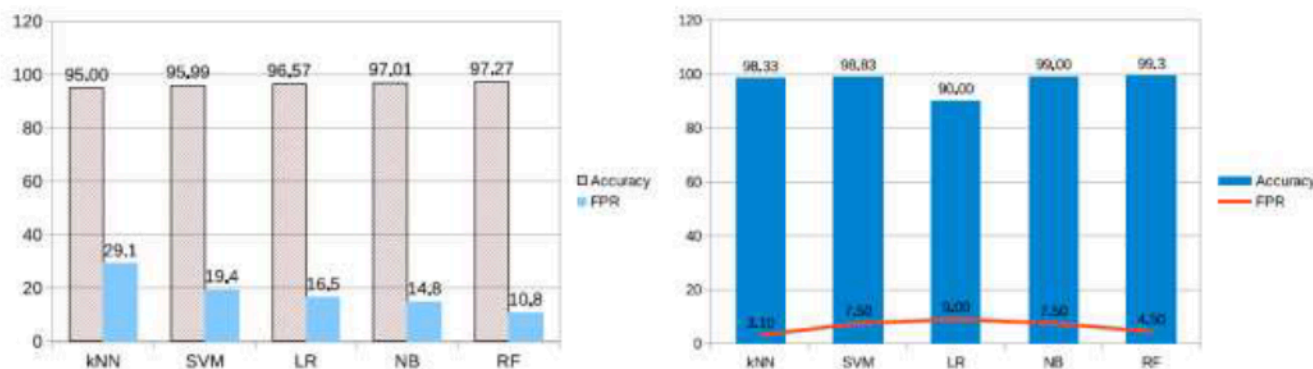 120
100
80
60
40
20
0
95.00
95.99
96.57
97.01
97.27
29.1
19.4
16.5
14.8
10.8
kNN
SVM
LR
NB
RF
Accuracy
FPR
120
100
80
60
40
20
0
98.33
98.83
90.00
99.00
99.3
3.10
7.50
9.00
7.50
4.50
kNN
SVM
LR
NB
RF
Accuracy
FPR